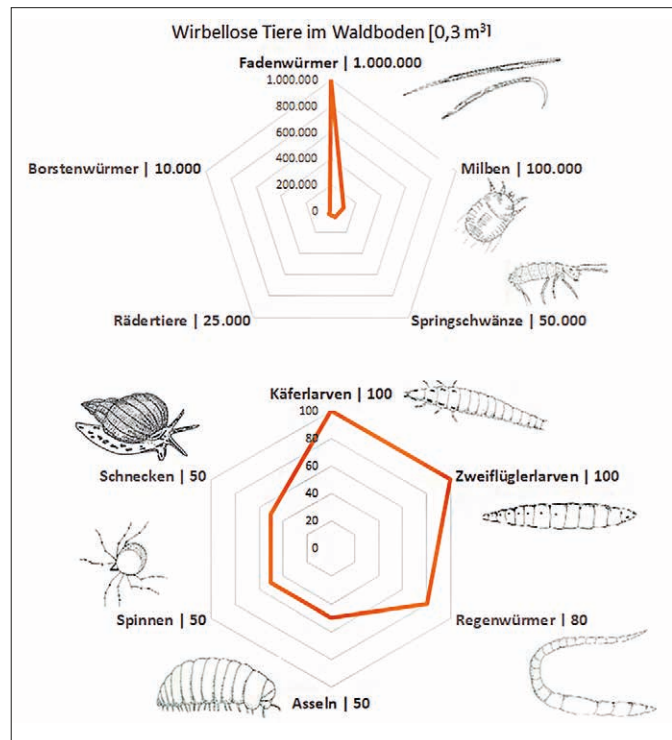 Wirbellose Tiere im Waldboden [0,3 m³]
Fadenwürmer | 1.000.000
1.000.000
800.000
600.000
400.000
200.000
0
Borstenwürmer | 10.000
Milben | 100.000
Rädertiere | 25.000
Springschwänze | 50.000
Käferlarven | 100
100
80
60
40
20
0
Schnecken | 50
Zweiflüglerlarven | 100
Spinnen | 50
Regenwürmer | 80
Asseln | 50